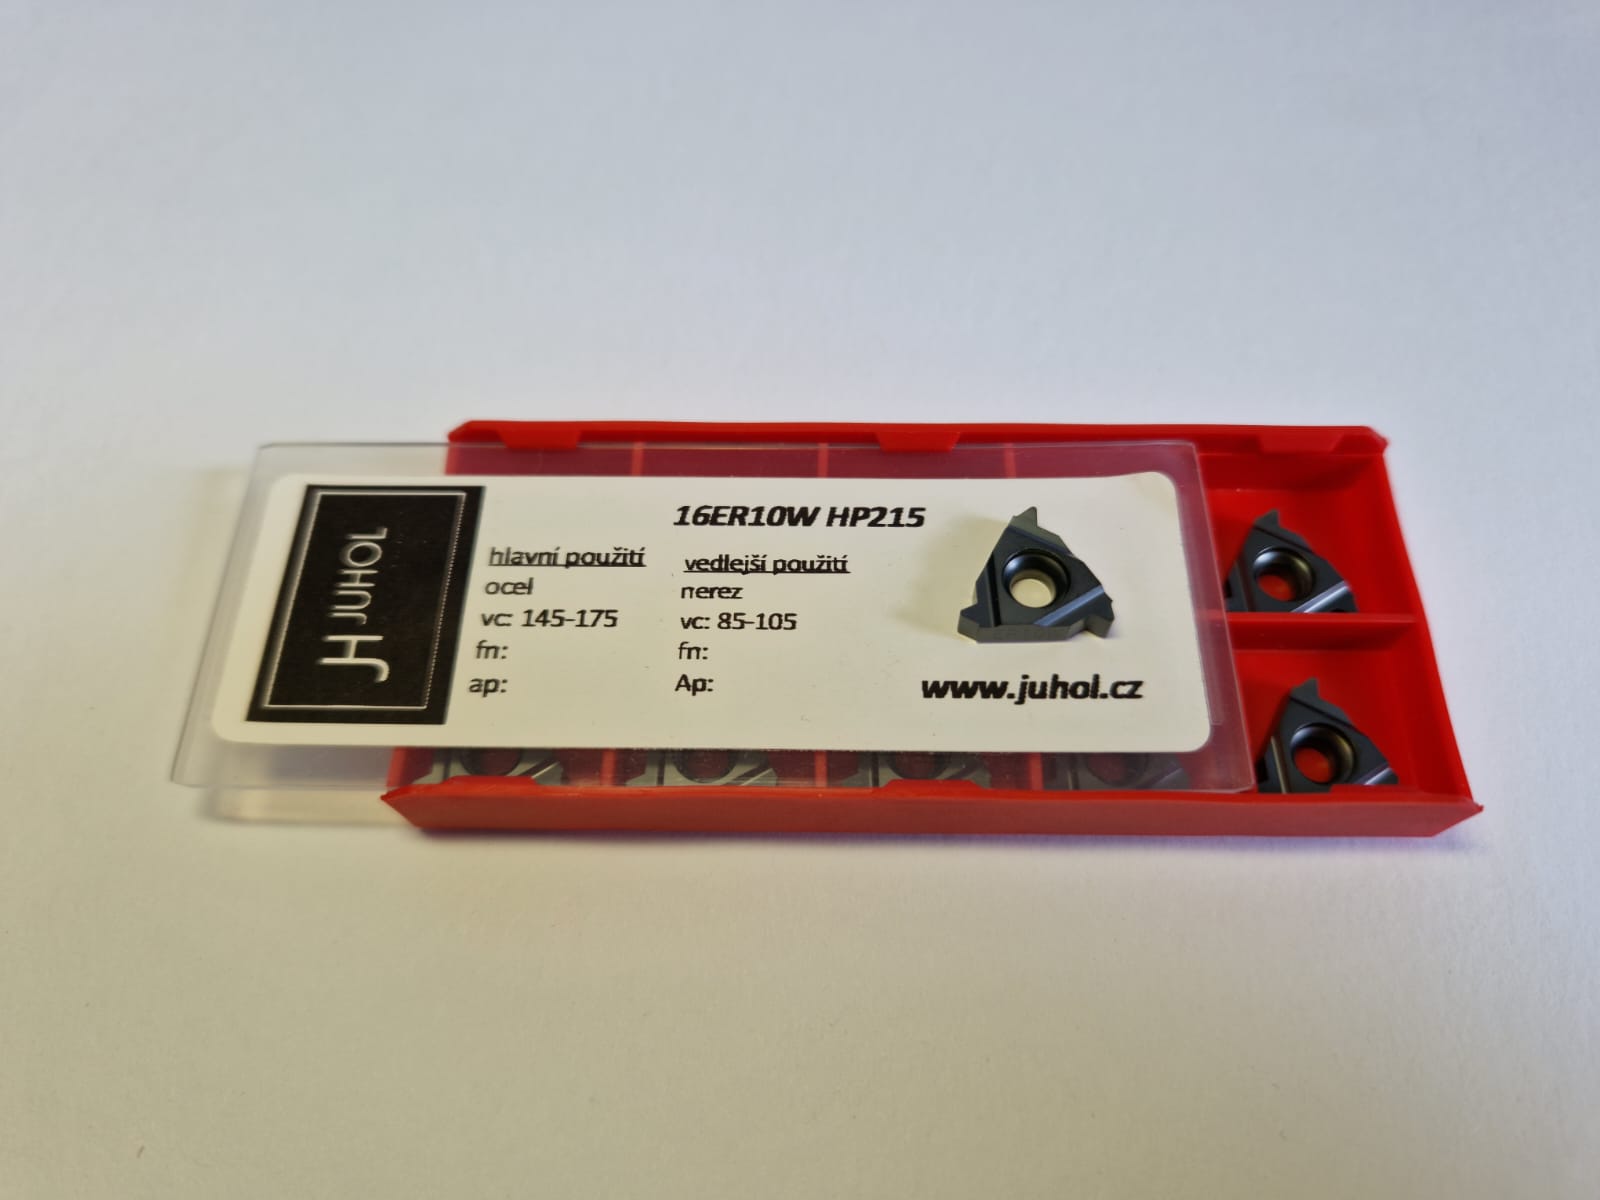 JH JUHOL
16ER10W HP215
hlavní použití
ocel
vc: 145-175
fn:
ap:
vedlejší použití
nerez
vc: 85-105
fn:
Ap:
www.juhol.cz